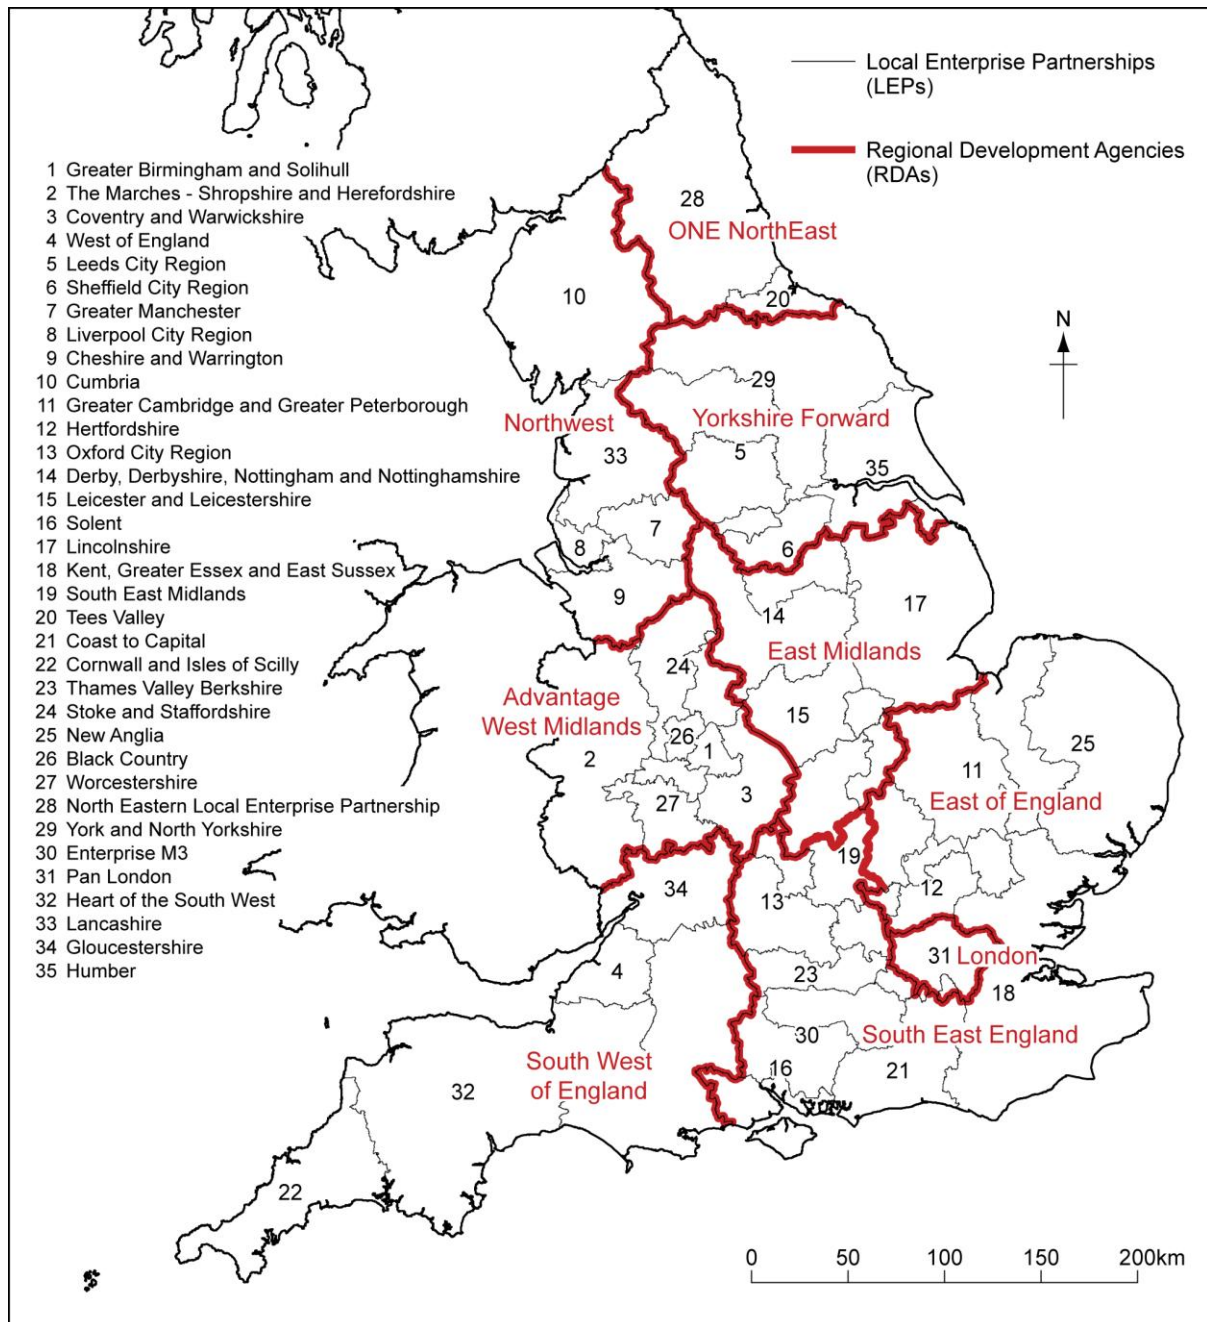 Local Enterprise Partnerships
(LEPs)
Regional Development Agencies
(RDAs)
1 Greater Birmingham and Solihull
2 The Marches - Shropshire and Herefordshire
3 Coventry and Warwickshire
4 West of England
5 Leeds City Region
6 Sheffield City Region
7 Greater Manchester
8 Liverpool City Region
9 Cheshire and Warrington
10 Cumbria
11 Greater Cambridge and Greater Peterborough
12 Hertfordshire
13 Oxford City Region
14 Derby, Derbyshire, Nottingham and Nottinghamshire
15 Leicester and Leicestershire
16 Solent
17 Lincolnshire
18 Kent, Greater Essex and East Sussex
19 South East Midlands
20 Tees Valley
21 Coast to Capital
22 Cornwall and Isles of Scilly
23 Thames Valley Berkshire
24 Stoke and Staffordshire
25 New Anglia
26 Black Country
27 Worcestershire
28 North Eastern Local Enterprise Partnership
29 York and North Yorkshire
30 Enterprise M3
31 Pan London
32 Heart of the South West
33 Lancashire
34 Gloucestershire
35 Humber
N
28
ONE NorthEast
10
20
29
Northwest
Yorkshire Forward
33
5
35
7
8
6
9
14
17
East Midlands
24
Advantage
West Midlands
15
26
1
2
25
11
3
27
East of England
19
34
13
12
31
London
4
23
18
30
South East England
16
21
South West
of England
32
22
0
50
100
150
200km